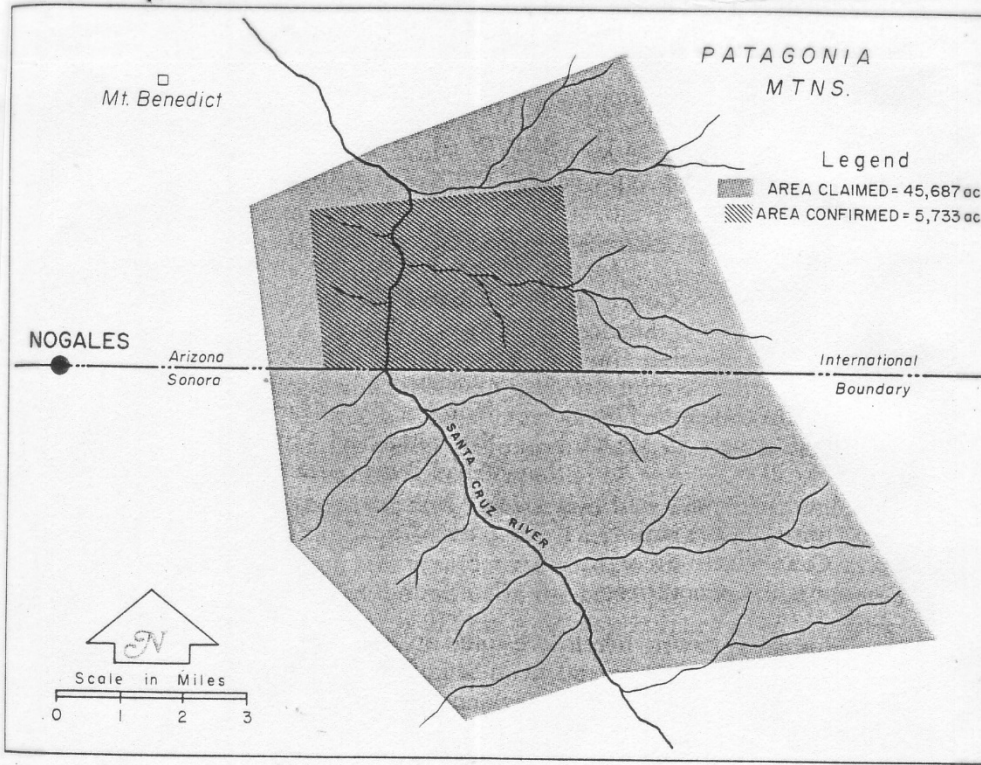 PATAGONIA
MTNS.
Mt. Benedict
Legend
AREA CLAIMED = 45,687 ac
AREA CONFIRMED = 5,733 ac
NOGALES
Arizona
Sonora
International
Boundary
SANTA CRUZ RIVER
N
Scale in Miles
0 1 2 3